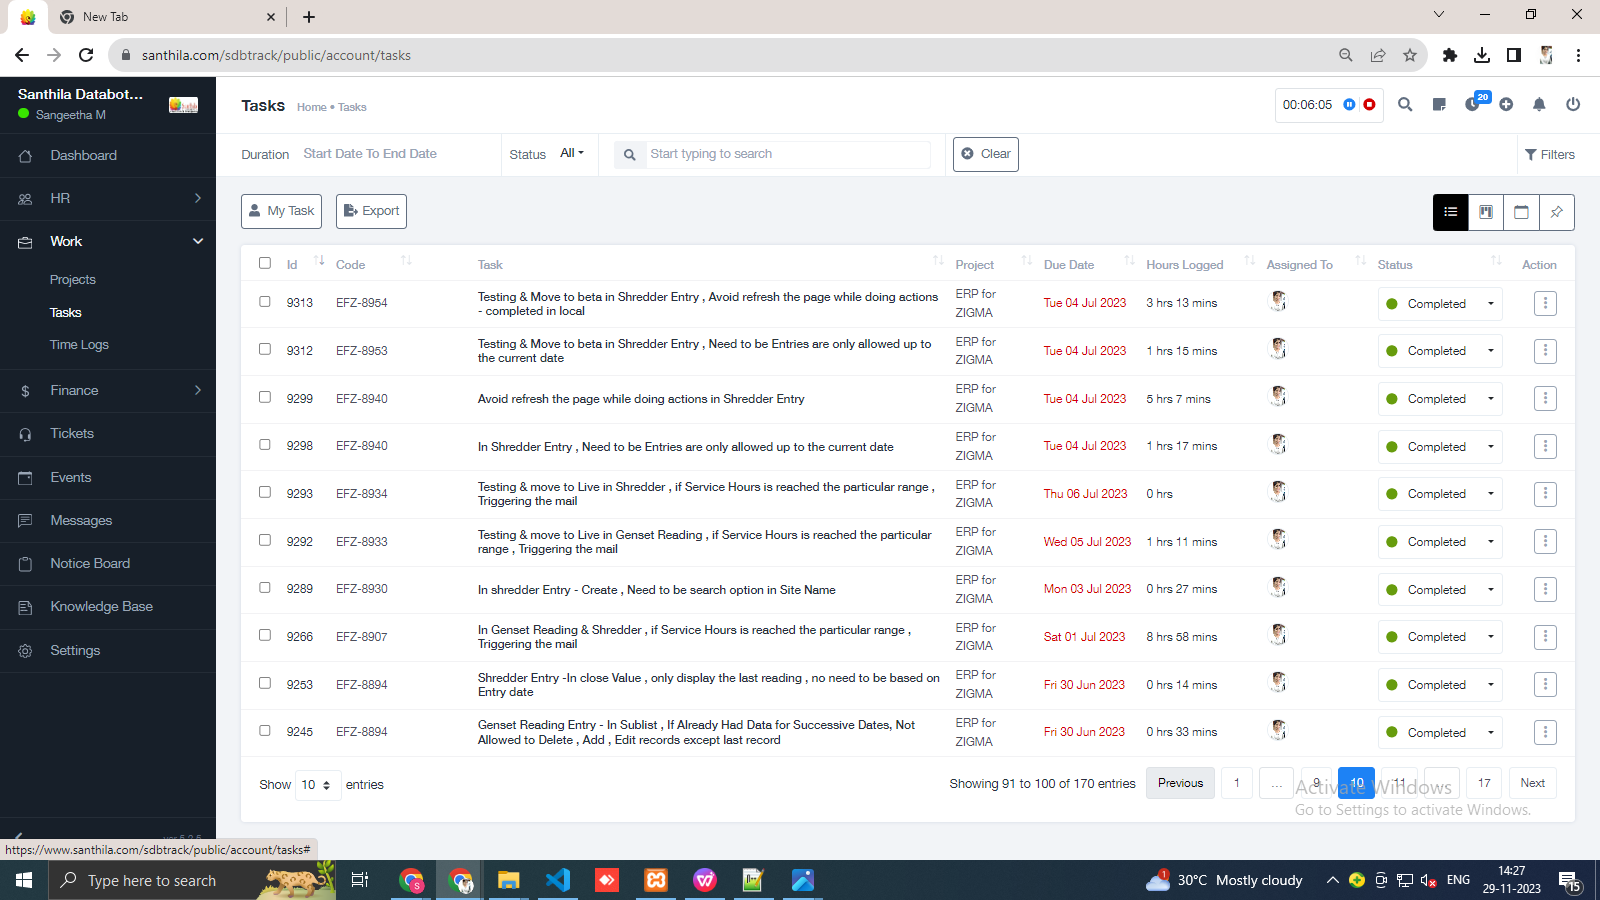 New Tab
santhila.com/sdbtrack/public/account/tasks
Santhila Databot...
Sangeetha M
Tasks Home • Tasks
00:06:05
20
Dashboard
HR
Work
Projects
Tasks
Time Logs
Finance
Tickets
Events
Messages
Notice Board
Knowledge Base
Settings
Duration Start Date To End Date Status All Start typing to search Clear Filters
My Task Export
Id Code Task Project Due Date Hours Logged Assigned To Status Action
9313 EFZ-8954 Testing & Move to beta in Shredder Entry , Avoid refresh the page while doing actions
- completed in local
ERP for
ZIGMA
Tue 04 Jul 2023 3 hrs 13 mins Completed
9312 EFZ-8953 Testing & Move to beta in Shredder Entry , Need to be Entries are only allowed up to
the current date
ERP for
ZIGMA
Tue 04 Jul 2023 1 hrs 15 mins Completed
9299 EFZ-8940 Avoid refresh the page while doing actions in Shredder Entry
ERP for
ZIGMA
Tue 04 Jul 2023 5 hrs 7 mins Completed
9298 EFZ-8940 In Shredder Entry , Need to be Entries are only allowed up to the current date
ERP for
ZIGMA
Tue 04 Jul 2023 1 hrs 17 mins Completed
9293 EFZ-8934 Testing & move to Live in Shredder , if Service Hours is reached the particular range ,
Triggering the mail
ERP for
ZIGMA
Thu 06 Jul 2023 0 hrs Completed
9292 EFZ-8933 Testing & move to Live in Genset Reading , if Service Hours is reached the particular
range , Triggering the mail
ERP for
ZIGMA
Wed 05 Jul 2023 1 hrs 11 mins Completed
9289 EFZ-8930 In shredder Entry - Create , Need to be search option in Site Name
ERP for
ZIGMA
Mon 03 Jul 2023 0 hrs 27 mins Completed
9266 EFZ-8907 In Genset Reading & Shredder , if Service Hours is reached the particular range ,
Triggering the mail
ERP for
ZIGMA
Sat 01 Jul 2023 8 hrs 58 mins Completed
9253 EFZ-8894 Shredder Entry -In close Value , only display the last reading , no need to be based on
Entry date
ERP for
ZIGMA
Fri 30 Jun 2023 0 hrs 14 mins Completed
9245 EFZ-8894 Genset Reading Entry - In Sublist , If Already Had Data for Successive Dates, Not
Allowed to Delete , Add , Edit records except last record
ERP for
ZIGMA
Fri 30 Jun 2023 0 hrs 33 mins Completed
Show 10 entries
Showing 91 to 100 of 170 entries Previous 1 ... 9 10 11 17 Next
Activate Windows
Go to Settings to activate Windows.
https://www.santhila.com/sdbtrack/public/account/tasks#
Type here to search
1
30°C Mostly cloudy
ENG
14:27
29-11-2023
15